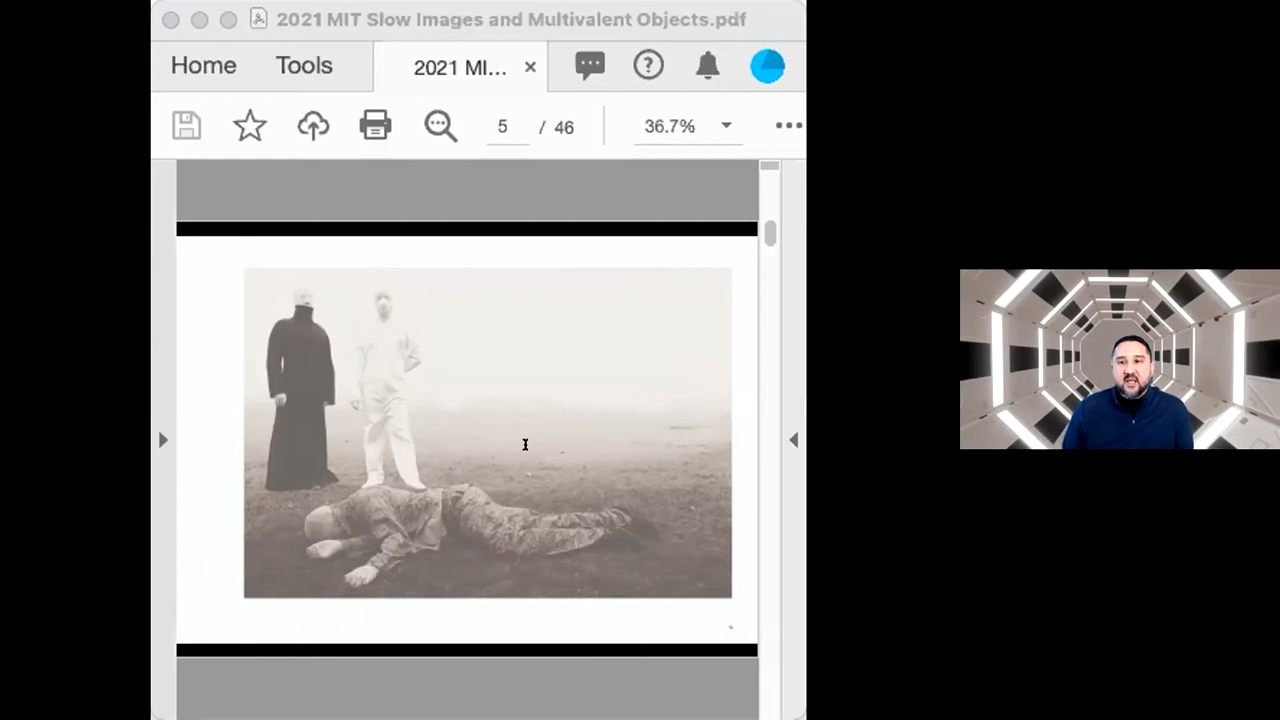 2021 MIT Slow Images and Multivalent Objects.pdf
Home Tools 2021 MI... ×
5 / 46 36.7%